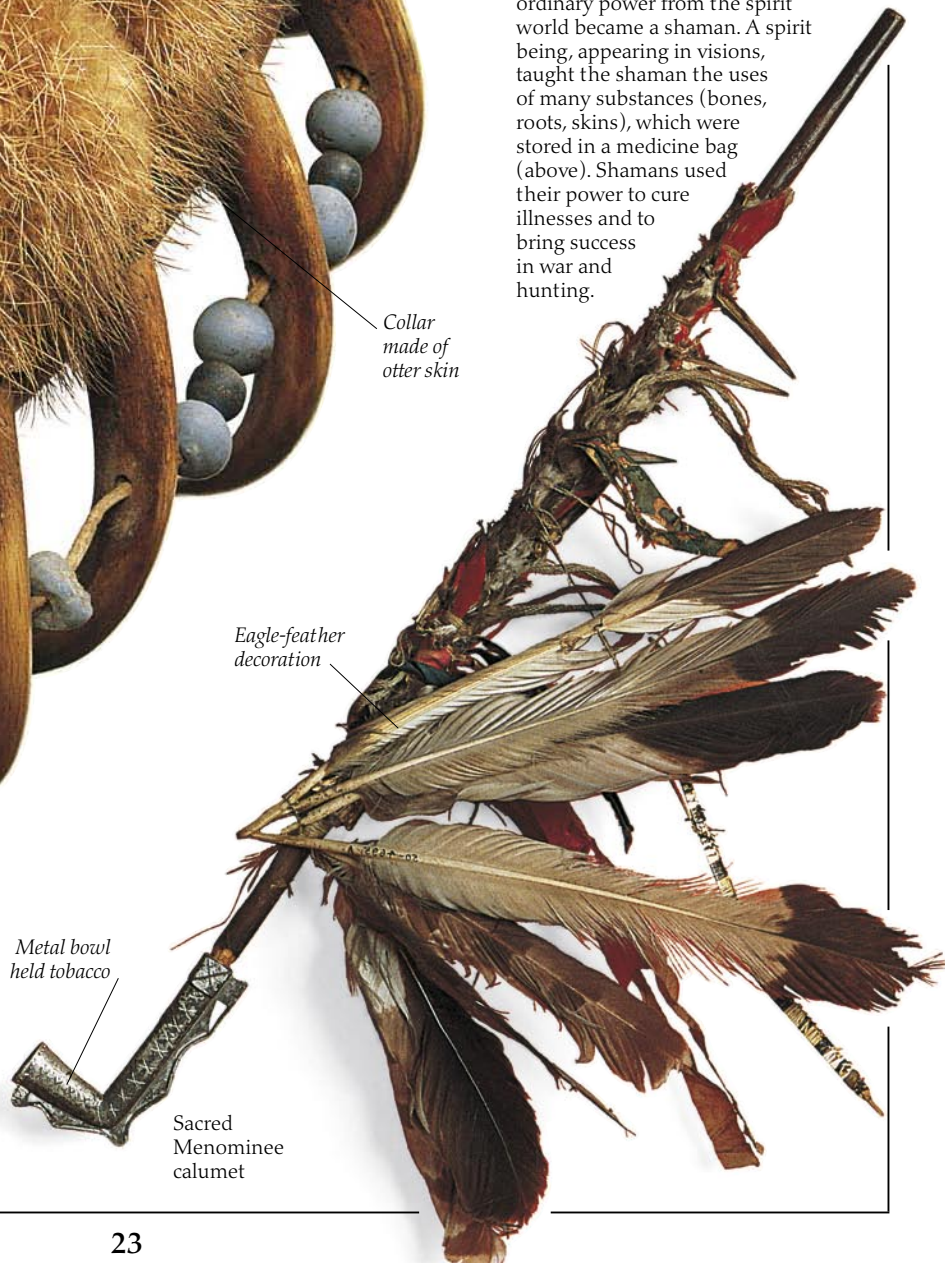 ordinary power from the spirit
world became a shaman. A spirit
being, appearing in visions,
taught the shaman the uses
of many substances (bones,
roots, skins), which were
stored in a medicine bag
(above). Shamans used
their power to cure
illnesses and to
bring success
in war and
hunting.
Collar
made of
otter skin
Eagle-feather
decoration
Metal bowl
held tobacco
Sacred
Menominee
calumet
23